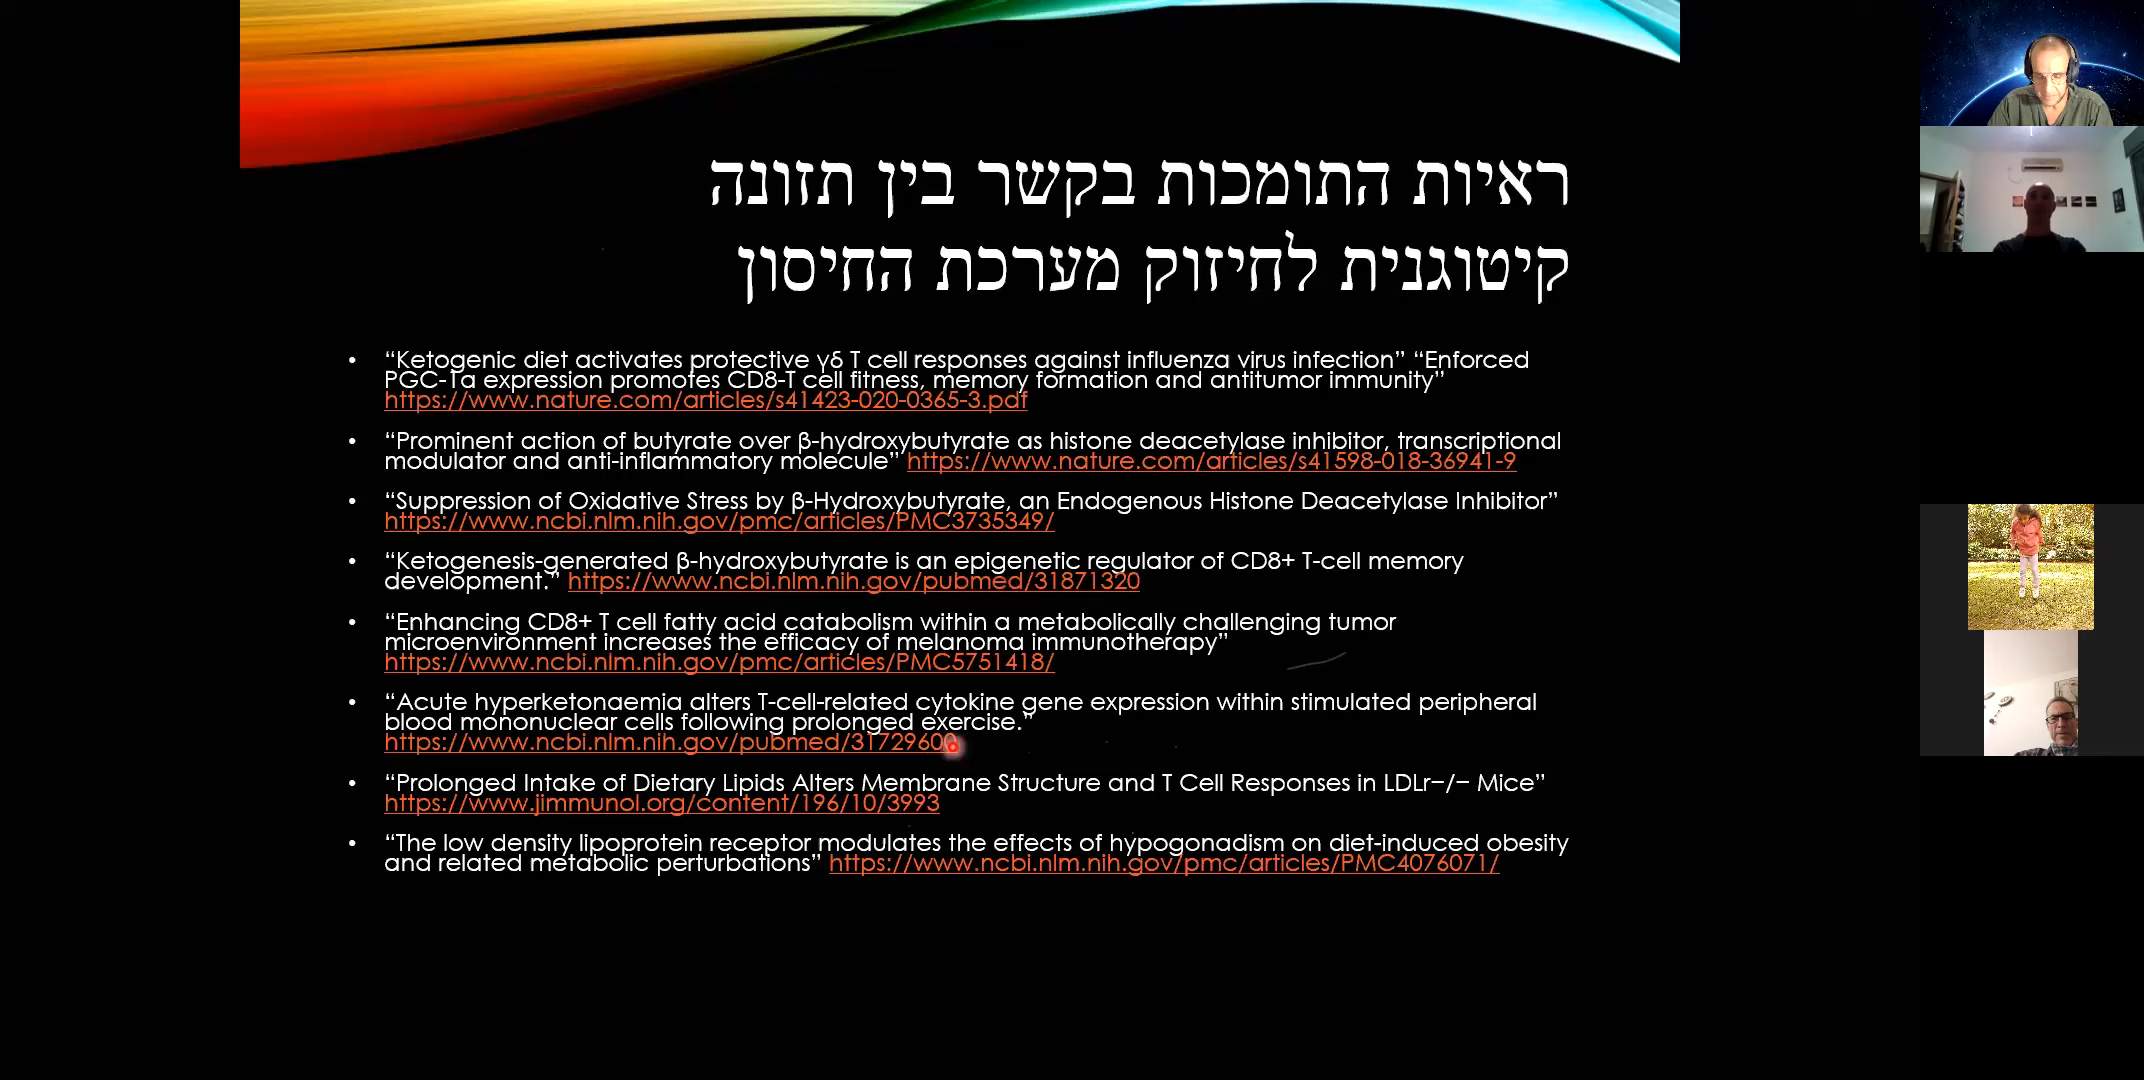 ראיות התומכות בקשר בין תזונה
קיטוגנית לחיזוק מערכת החיסון
• “Ketogenic diet activates protective γδ T cell responses against influenza virus infection” “Enforced
PGC-1α expression promotes CD8-T cell fitness, memory formation and antitumor immunity”
https://www.nature.com/articles/s41423-020-0365-3.pdf
• “Prominent action of butyrate over β-hydroxybutyrate as histone deacetylase inhibitor, transcriptional
modulator and anti-inflammatory molecule” https://www.nature.com/articles/s41598-018-36941-9
• “Suppression of Oxidative Stress by β-Hydroxybutyrate, an Endogenous Histone Deacetylase Inhibitor”
https://www.ncbi.nlm.nih.gov/pmc/articles/PMC3735349/
• “Ketogenesis-generated β-hydroxybutyrate is an epigenetic regulator of CD8+ T-cell memory
development.” https://www.ncbi.nlm.nih.gov/pubmed/31871320
• “Enhancing CD8+ T cell fatty acid catabolism within a metabolically challenging tumor
microenvironment increases the efficacy of melanoma immunotherapy”
https://www.ncbi.nlm.nih.gov/pmc/articles/PMC5751418/
• “Acute hyperketonaemia alters T-cell-related cytokine gene expression within stimulated peripheral
blood mononuclear cells following prolonged exercise.”
https://www.ncbi.nlm.nih.gov/pubmed/31729600
• “Prolonged Intake of Dietary Lipids Alters Membrane Structure and T Cell Responses in LDLr−/− Mice”
https://www.jimmunol.org/content/196/10/3993
• “The low density lipoprotein receptor modulates the effects of hypogonadism on diet-induced obesity
and related metabolic perturbations” https://www.ncbi.nlm.nih.gov/pmc/articles/PMC4076071/